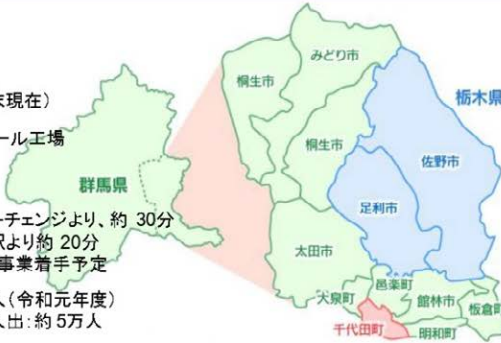 みどり市
桐生市
末現在）
栃木県
ール工場
桐生市
佐野市
群馬県
足利市
ーチェンジより、約 30分
駅より約 20分
太田市
事業着手予定
邑楽町
大泉町
館林市
板倉町
人（令和元年度）
人出：約５万人
千代田町
明和町